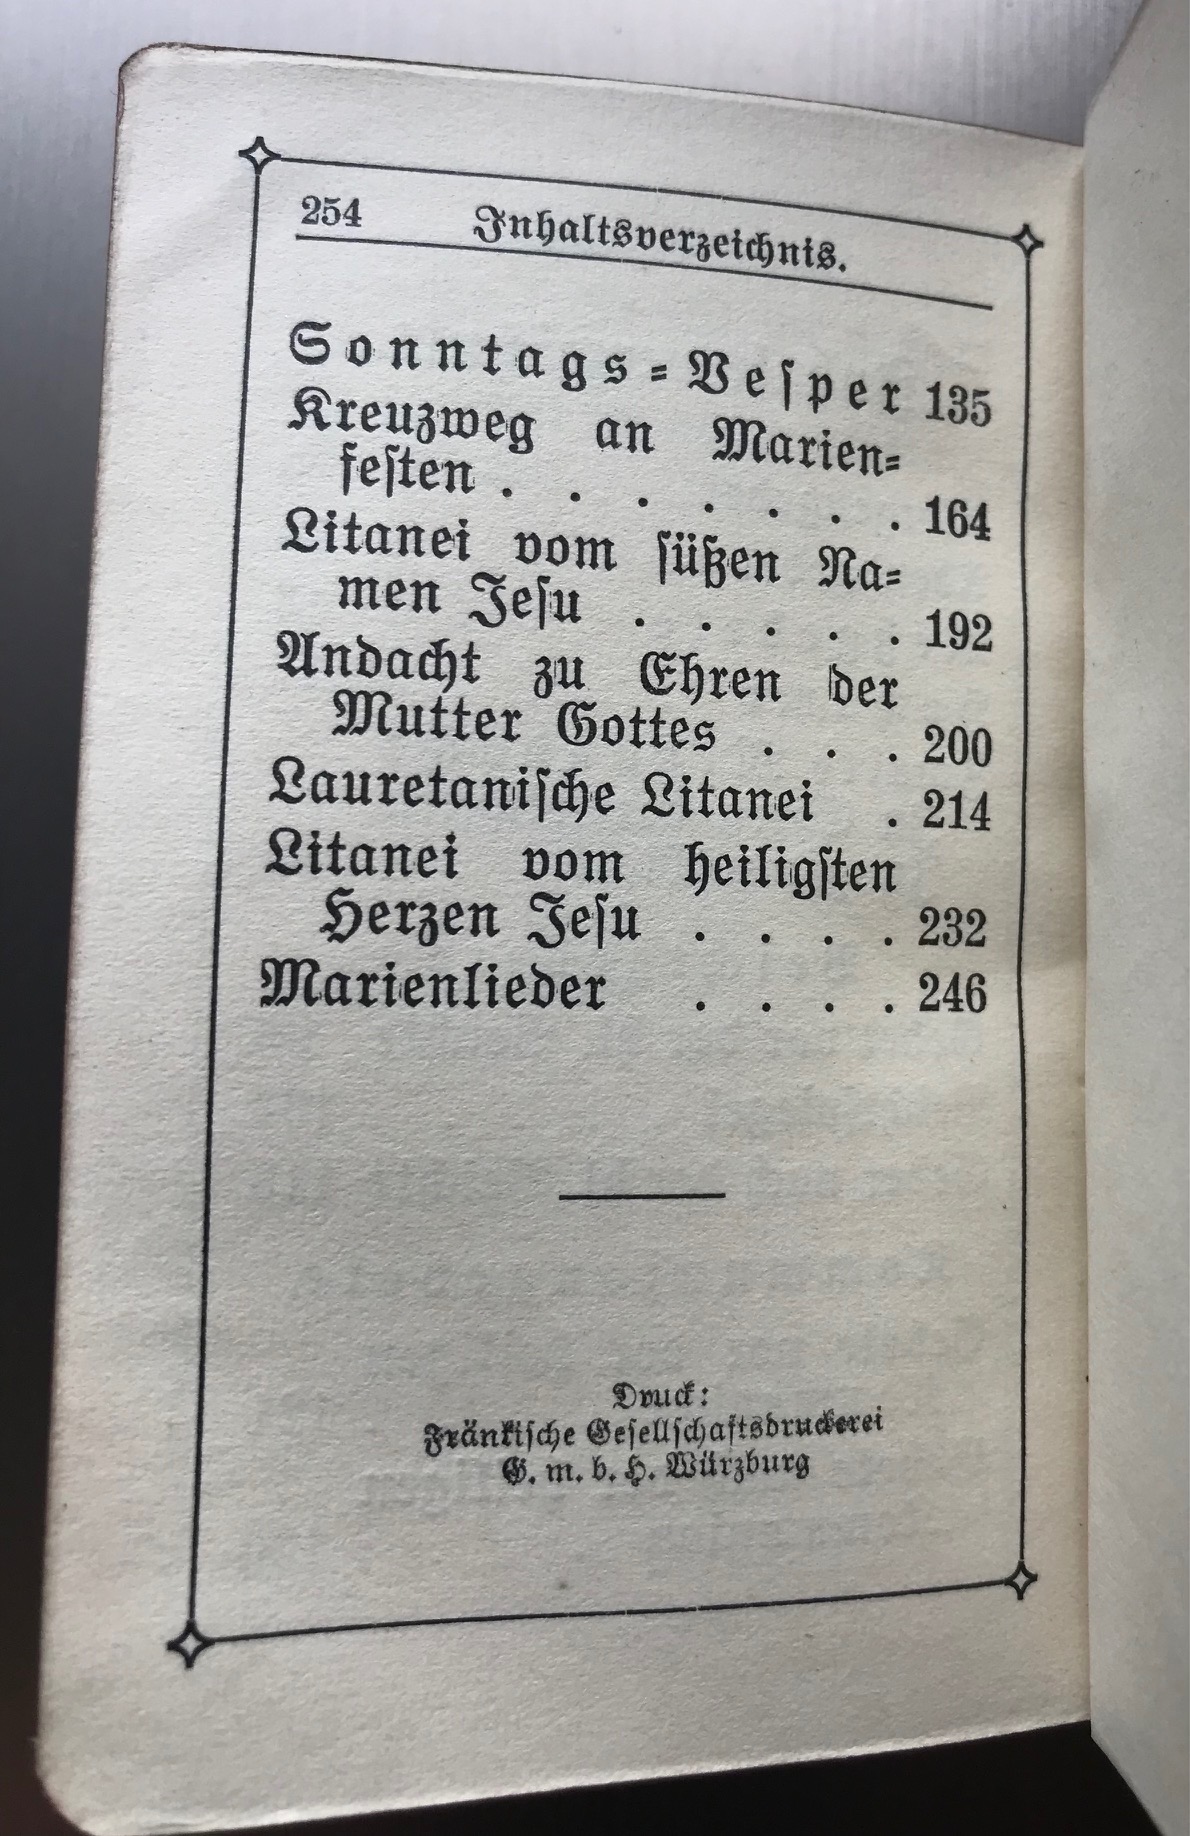 254 Inhaltsverzeichnis.
Sonntags=Veſper 135
Kreuzweg an Marien=
feſten . . . . . . . 164
Litanei vom ſüßen Na=
men Jeſu . . . . . 192
Andacht zu Ehren der
Mutter Gottes . . . 200
Lauretaniſche Litanei . 214
Litanei vom heiligſten
Herzen Jeſu . . . . 232
Marienlieder . . . . 246
Druck:
Fränkiſche Geſellſchaftsdruckerei
G. m. b. H. Würzburg